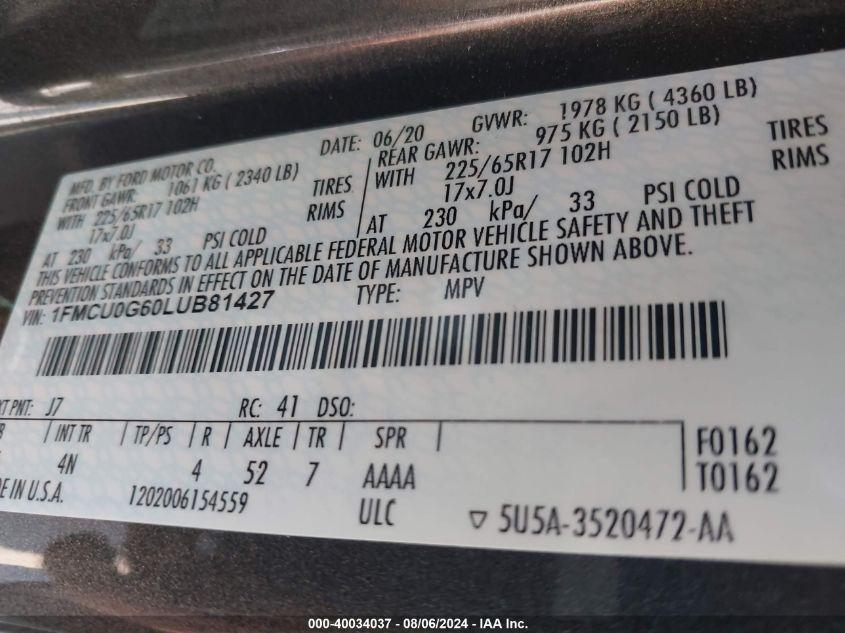 MFD. BY FORD MOTOR CO.
DATE: 06/20 GVWR: 1978 KG ( 4360 LB)
FRONT GAWR: 1061 KG ( 2340 LB)
WITH 225/65R17 102H TIRES
17x7.0J RIMS
AT 230 kPa/ 33 PSI COLD
REAR GAWR: 975 KG ( 2150 LB)
WITH 225/65R17 102H TIRES
17x7.0J RIMS
AT 230 kPa/ 33 PSI COLD
THIS VEHICLE CONFORMS TO ALL APPLICABLE FEDERAL MOTOR VEHICLE SAFETY AND THEFT
PREVENTION STANDARDS IN EFFECT ON THE DATE OF MANUFACTURE SHOWN ABOVE.
VIN: 1FMCU0G60LUB81427 TYPE: MPV
PNT: J7 RC: 41 DSO:
INT TR TP/PS R AXLE TR SPR
4N 4 52 7 AAAA
F0162
T0162
IN U.S.A. 1202006154559 ULC ▽ 5U5A-3520472-AA
000-40034037 - 08/06/2024 - IAA Inc.